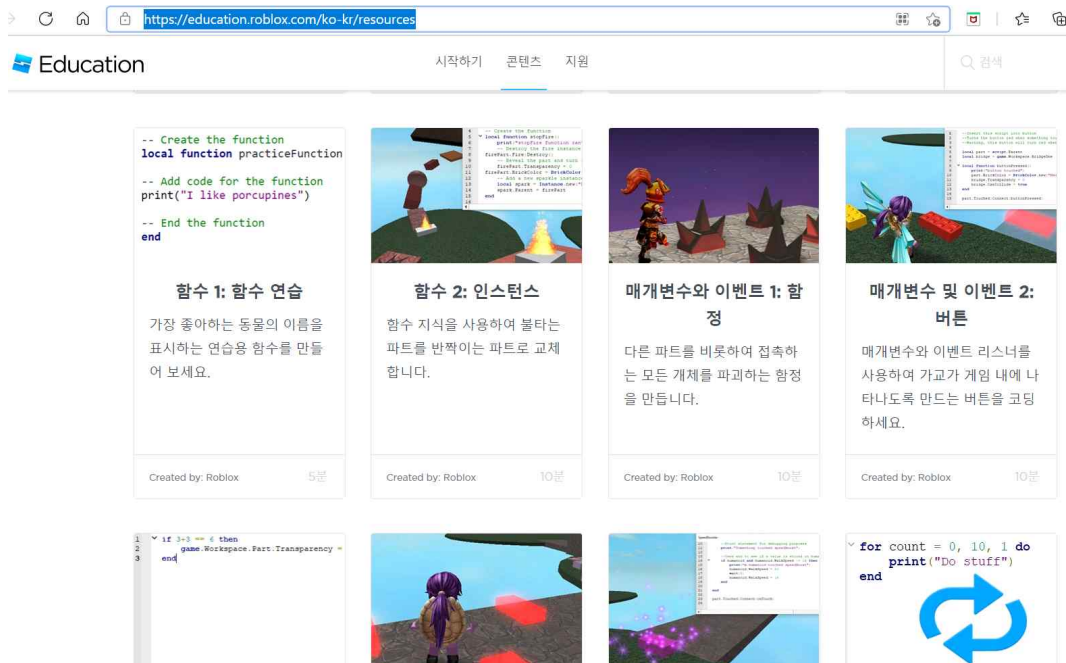 https://education.roblox.com/ko-kr/resources
Education
시작하기 콘텐츠 지원
검색
-- Create the function
local function practiceFunction
-- Add code for the function
print("I like porcupines")
-- End the function
end
함수 1: 함수 연습
가장 좋아하는 동물의 이름을
표시하는 연습용 함수를 만들
어 보세요.
Created by: Roblox 5분
-- Create the function
local function stopFire()
함수 2: 인스턴스
함수 지식을 사용하여 불타는
파트를 반짝이는 파트로 교체
합니다.
Created by: Roblox 10분
매개변수와 이벤트 1: 함
정
다른 파트를 비롯하여 접촉하
는 모든 개체를 파괴하는 함정
을 만듭니다.
Created by: Roblox 10분
매개변수 및 이벤트 2:
버튼
매개변수와 이벤트 리스너를
사용하여 가교가 게임 내에 나
타나도록 만드는 버튼을 코딩
하세요.
Created by: Roblox 10분
1 if 3+3 == 6 then
2 game.Workspace.Part.Transparency =
3 end
for count = 0, 10, 1 do
print("Do stuff")
end